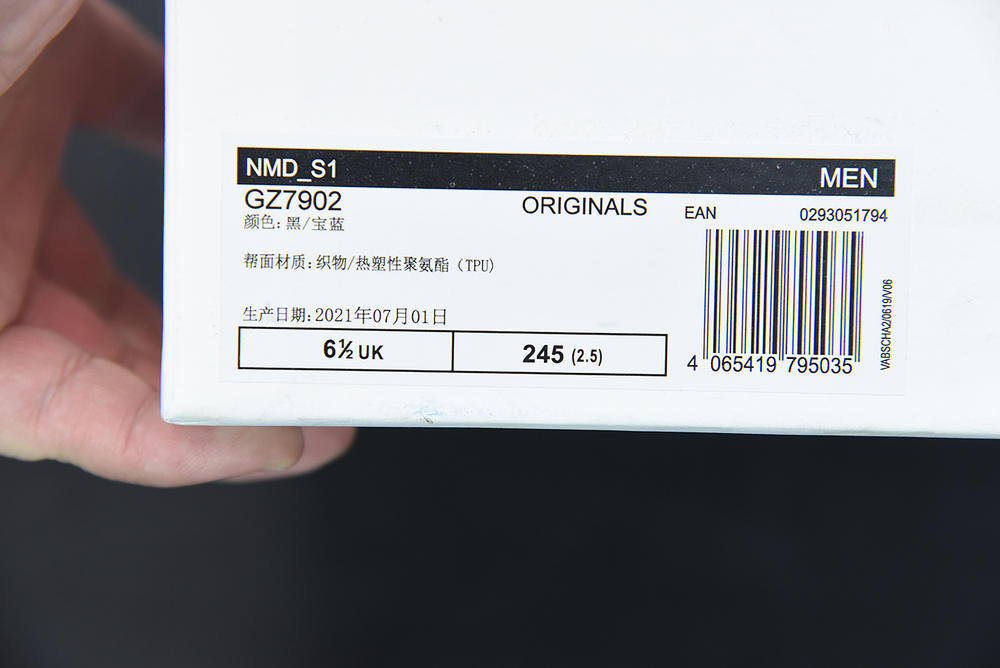 NMD_S1 MEN
GZ7902 ORIGINALS EAN 0293051794
颜色: 黑/宝蓝
帮面材质: 织物/热塑性聚氨酯 (TPU)
生产日期: 2021年07月01日
6½ UK 245 (2.5)
4 065419 795035
VABSCHA2/0619/V06